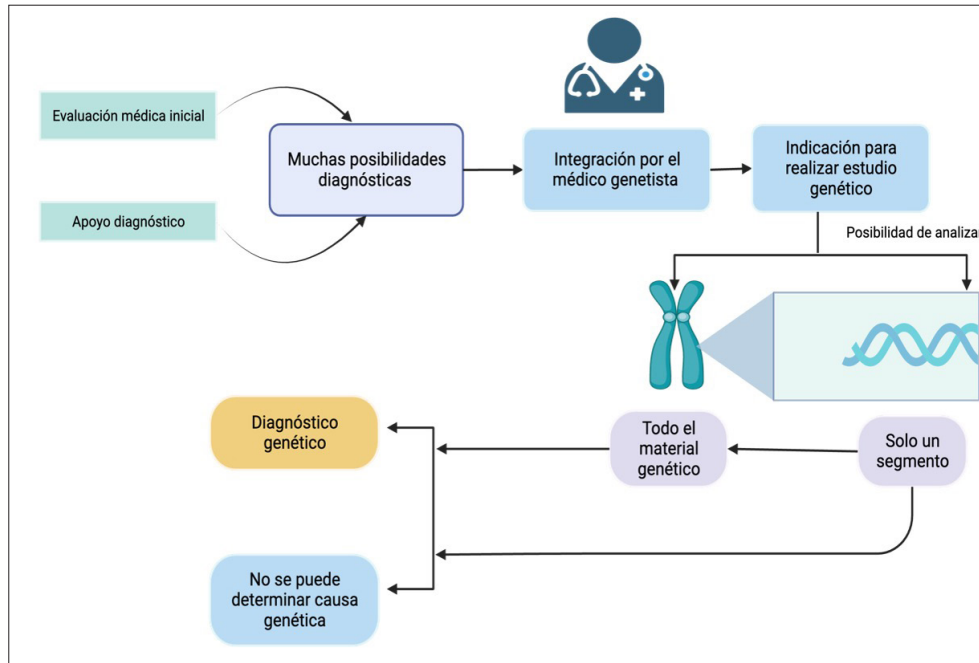 Evaluación médica inicial
Apoyo diagnóstico
Muchas posibilidades
diagnósticas
Integración por el
médico genetista
Indicación para
realizar estudio
genético
Posibilidad de analizar
Diagnóstico
genético
Todo el
material
genético
Solo un
segmento
No se puede
determinar causa
genética